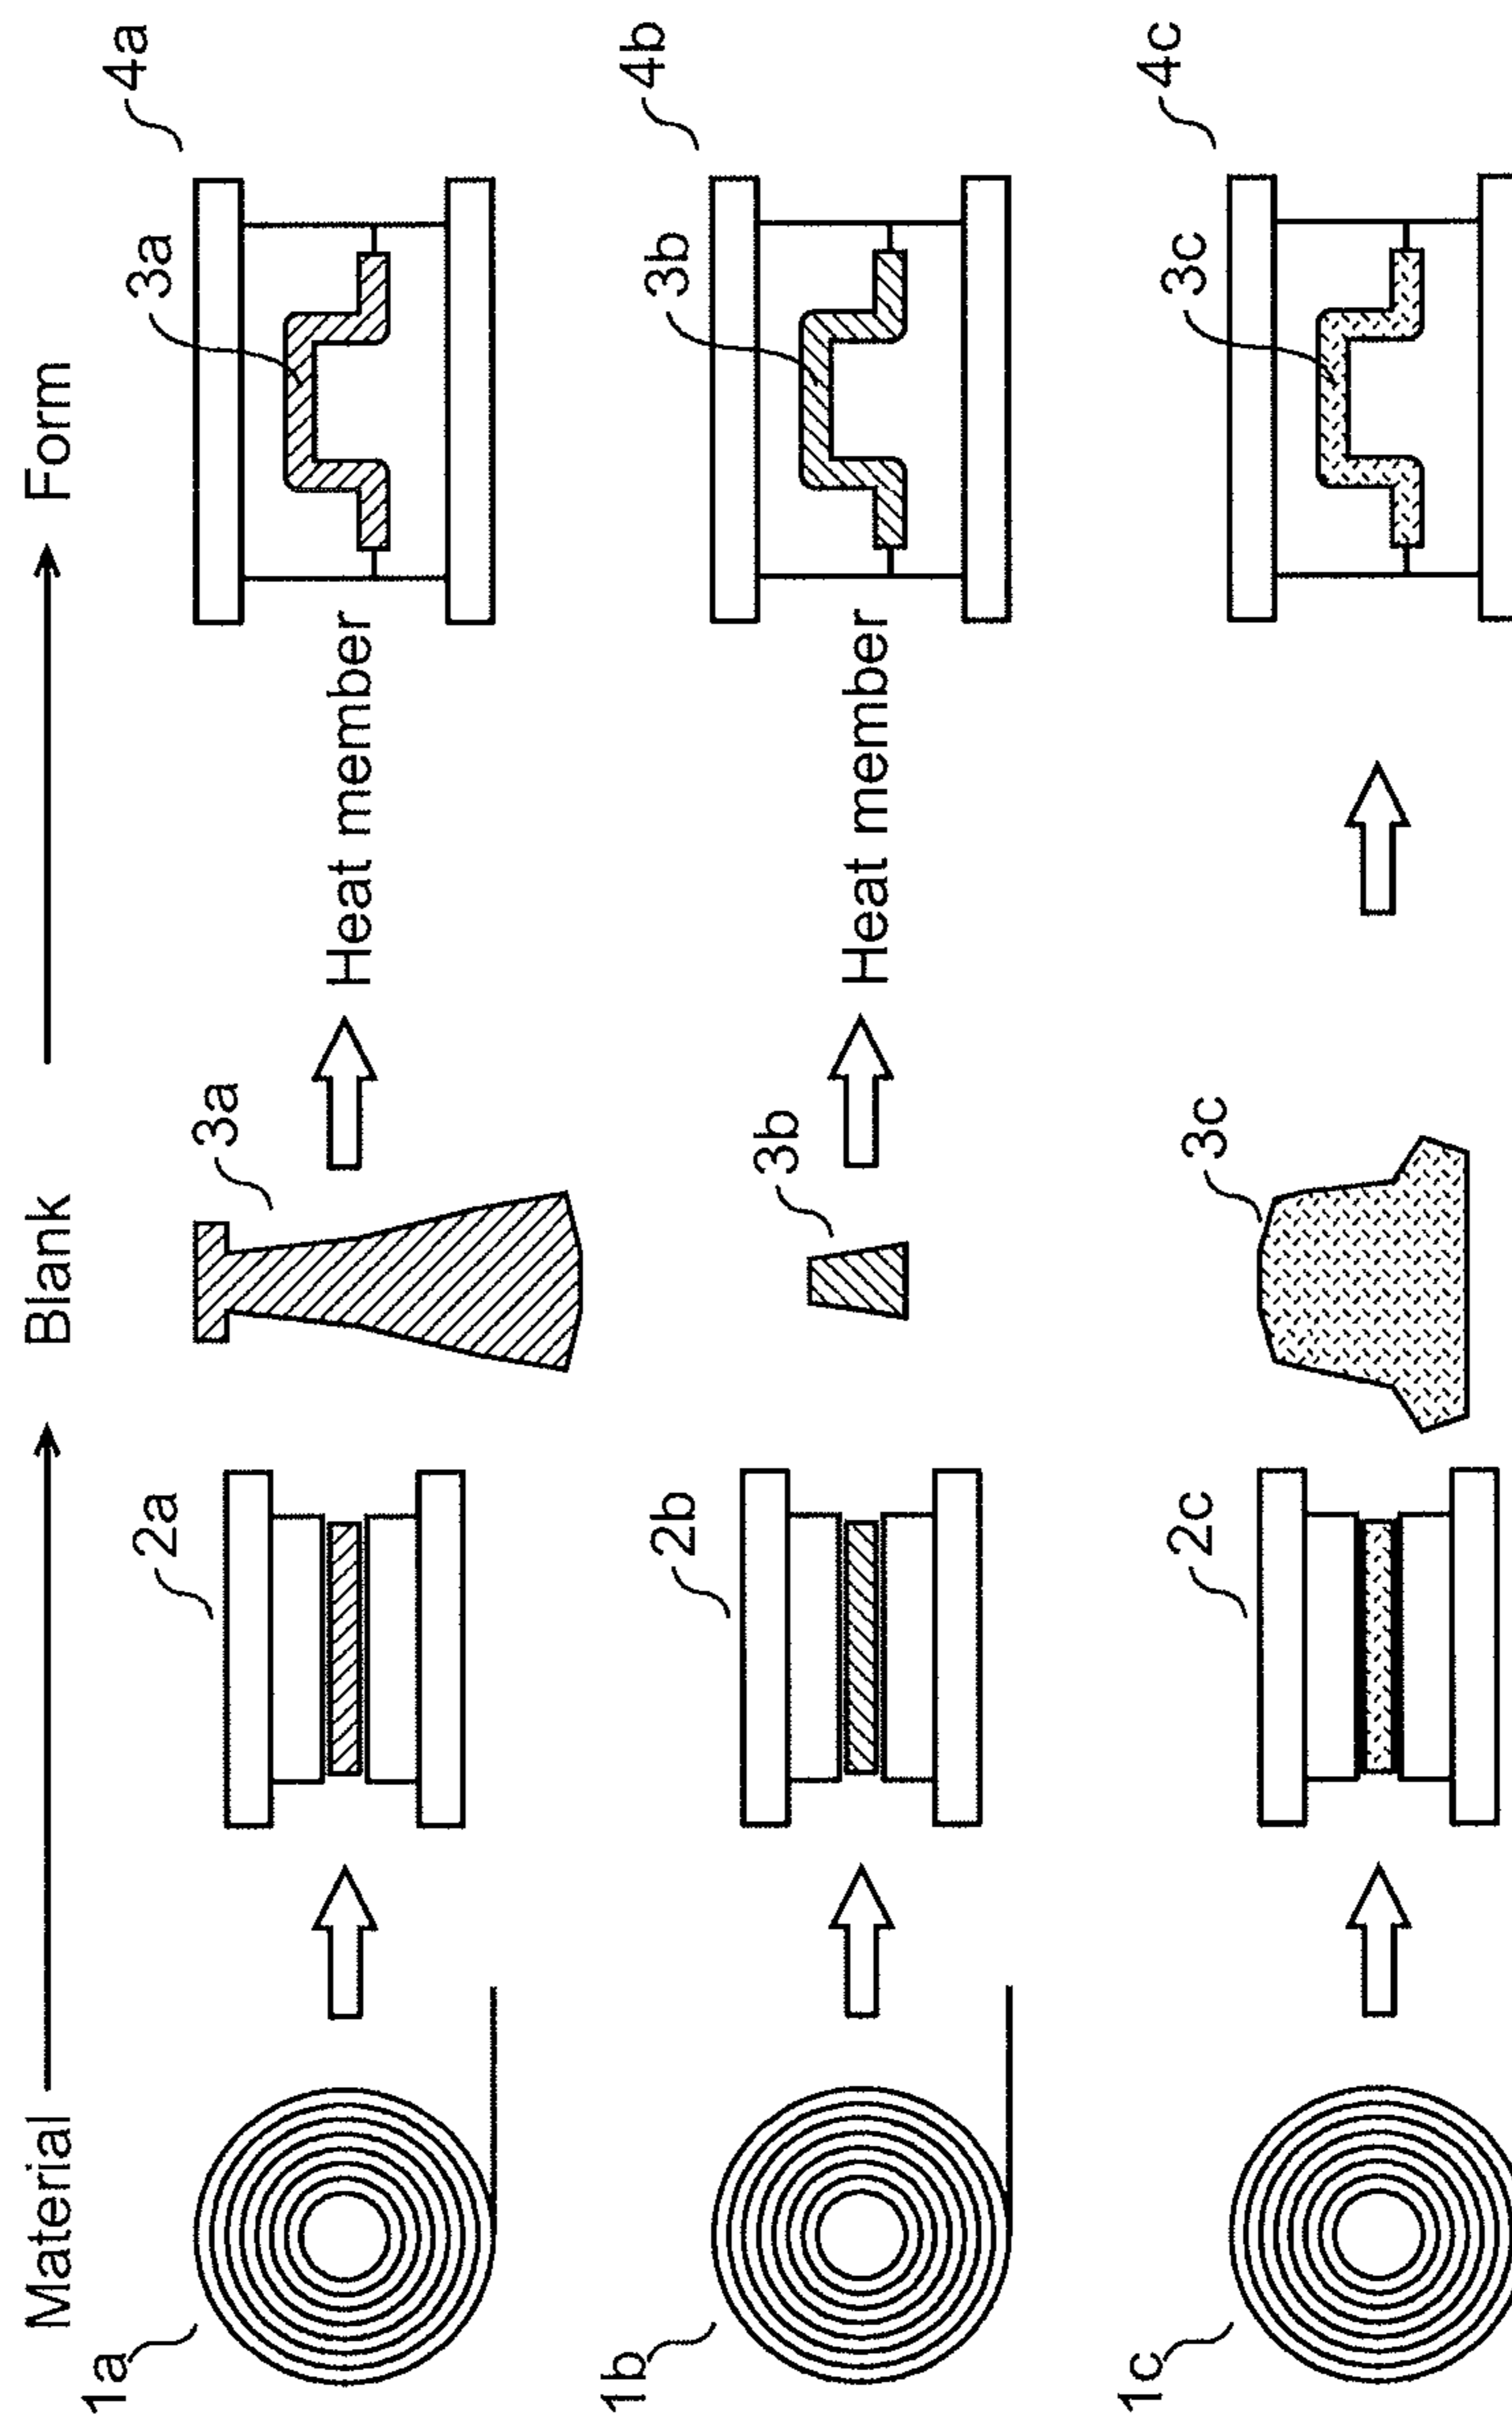 Material
Blank
Form
1a
2a
3a
Heat member
3a
4a
1b
2b
3b
Heat member
3b
4b
1c
2c
3c
3c
4c